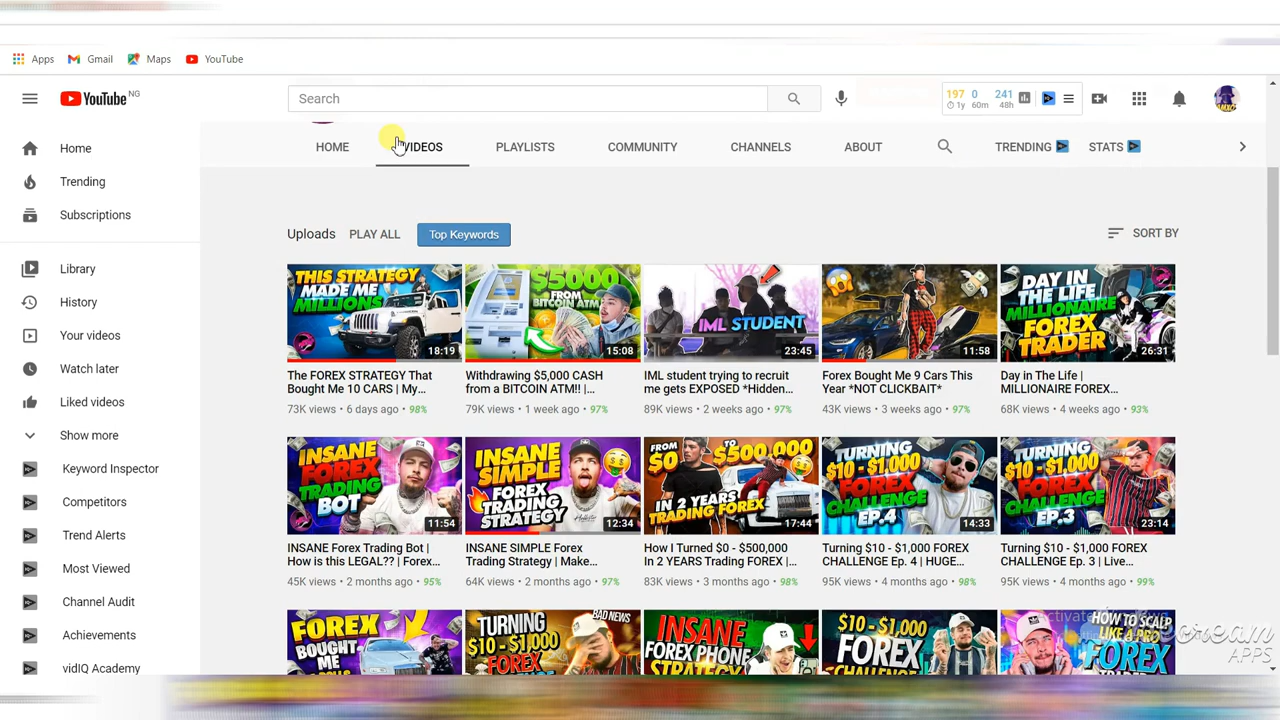 Apps Gmail Maps YouTube
YouTube NG
Search
197 0 241
1y 60m 48h
HOME VIDEOS PLAYLISTS COMMUNITY CHANNELS ABOUT TRENDING STATS
Home
Trending
Subscriptions
Library
History
Your videos
Watch later
Liked videos
Show more
Keyword Inspector
Competitors
Trend Alerts
Most Viewed
Channel Audit
Achievements
vidIQ Academy
Uploads PLAY ALL Top Keywords SORT BY
THIS STRATEGY
MADE ME
MILLIONS
18:19
The FOREX STRATEGY That
Bought Me 10 CARS | My...
73K views • 6 days ago • 98%
$5000
FROM
BITCOIN ATM
15:08
Withdrawing $5,000 CASH
from a BITCOIN ATM!! |...
79K views • 1 week ago • 97%
IML STUDENT
23:45
IML student trying to recruit
me gets EXPOSED *Hidden...
89K views • 2 weeks ago • 97%
11:58
Forex Bought Me 9 Cars This
Year *NOT CLICKBAIT*
43K views • 3 weeks ago • 97%
DAY IN
THE LIFE
MILLIONAIRE
FOREX
TRADER
26:31
Day in The Life |
MILLIONAIRE FOREX...
68K views • 4 weeks ago • 93%
INSANE
FOREX
TRADING
BOT
11:54
INSANE Forex Trading Bot |
How is this LEGAL?? | Forex...
45K views • 2 months ago • 95%
INSANE
SIMPLE
FOREX
TRADING
STRATEGY
12:34
INSANE SIMPLE Forex
Trading Strategy | Make...
64K views • 2 months ago • 97%
FROM $0 TO $500,000
IN 2 YEARS
TRADING FOREX
17:44
How I Turned $0 - $500,000
In 2 YEARS Trading FOREX |...
83K views • 3 months ago • 98%
TURNING
$10 - $1,000
FOREX
CHALLENGE
EP.4
14:33
Turning $10 - $1,000 FOREX
CHALLENGE Ep. 4 | HUGE...
95K views • 4 months ago • 98%
TURNING
$10 - $1,000
FOREX
CHALLENGE
EP.3
23:14
Turning $10 - $1,000 FOREX
CHALLENGE Ep. 3 | Live...
95K views • 4 months ago • 99%
FOREX
BOUGHT
ME
BAD NEWS
TURNING
$10 - $1,000
FOREX
INSANE
FOREX PHONE
STRATEGY
$10 - $1,000
FOREX
CHALLENGE
HOW TO SCALP
LIKE A PRO
FOREX
APPS